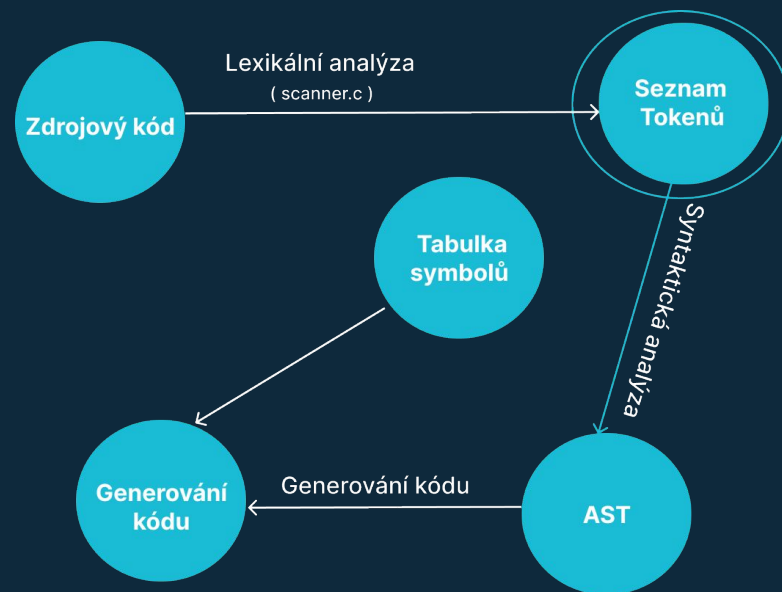 Lexikální analýza
( scanner.c )
Zdrojový kód
Seznam
Tokenů
Tabulka
symbolů
Syntaktická analýza
Generování
kódu
Generování kódu
AST